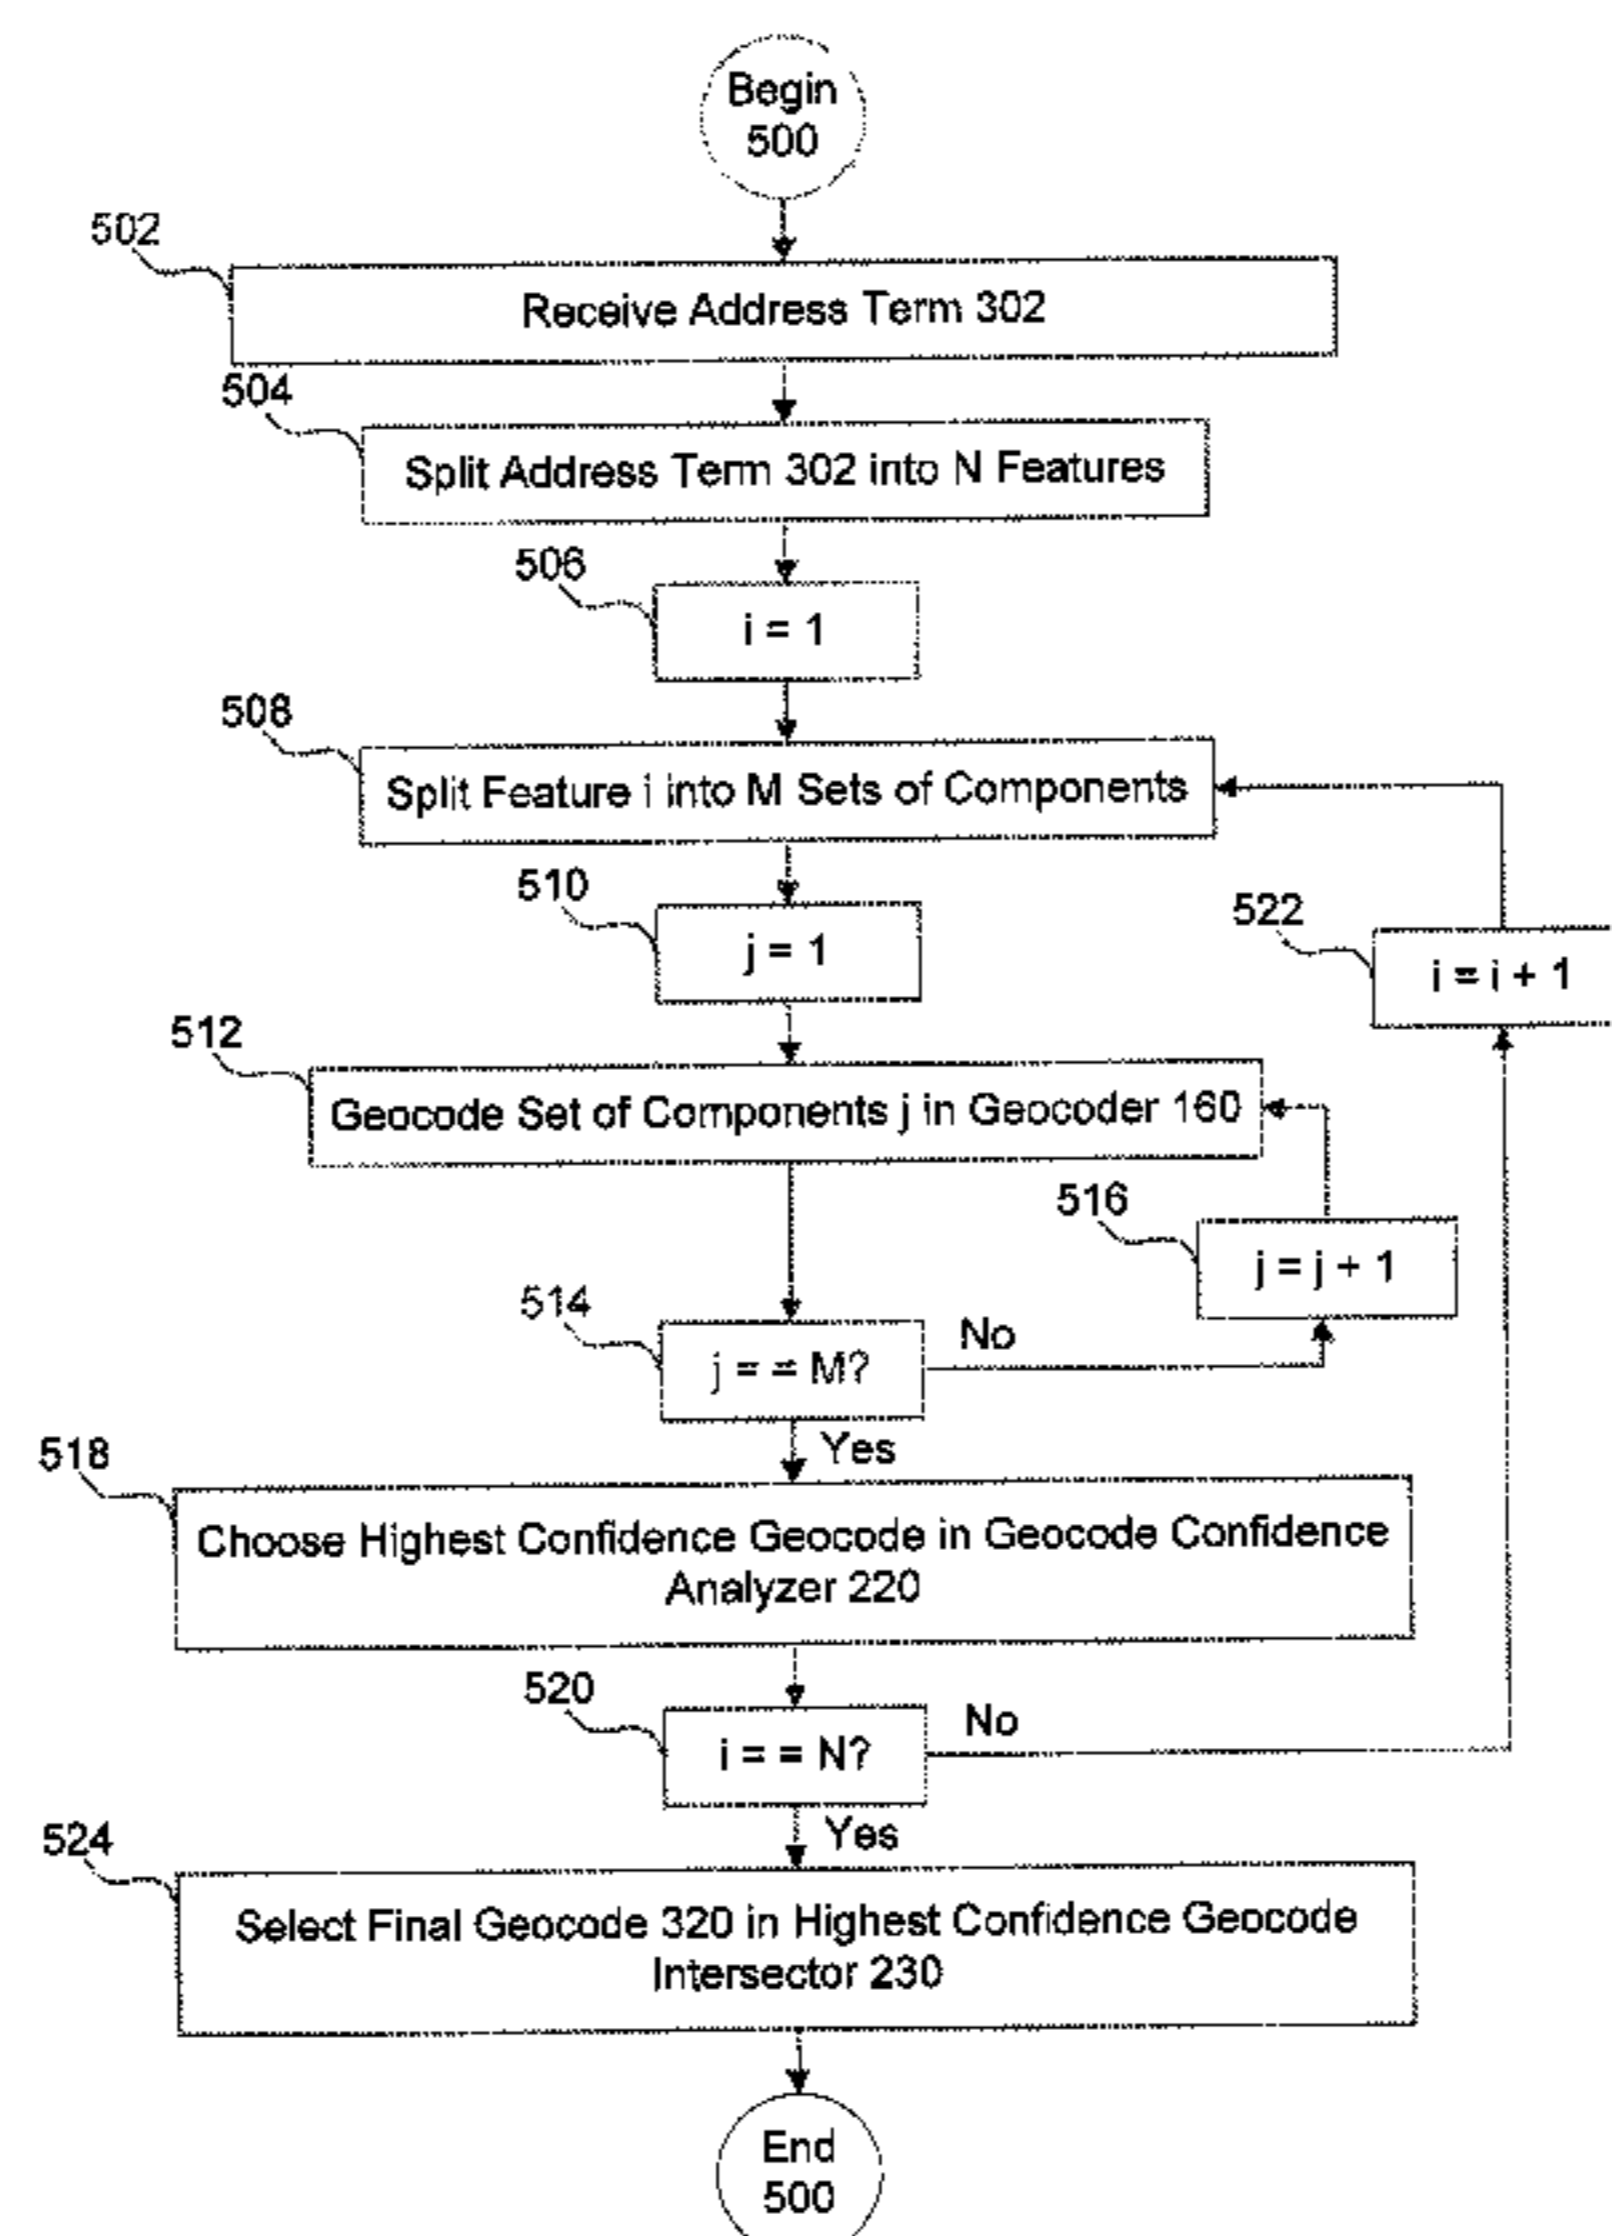 Begin
500
502
Receive Address Term 302
504
Split Address Term 302 into N Features
506
i = 1
508
Split Feature i into M Sets of Components
510
j = 1
522
i = i + 1
512
Geocode Set of Components j in Geocoder 160
516
j = j + 1
514
j = = M?
No
Yes
518
Choose Highest Confidence Geocode in Geocode Confidence
Analyzer 220
520
i = = N?
No
Yes
524
Select Final Geocode 320 in Highest Confidence Geocode
Intersector 230
End
500